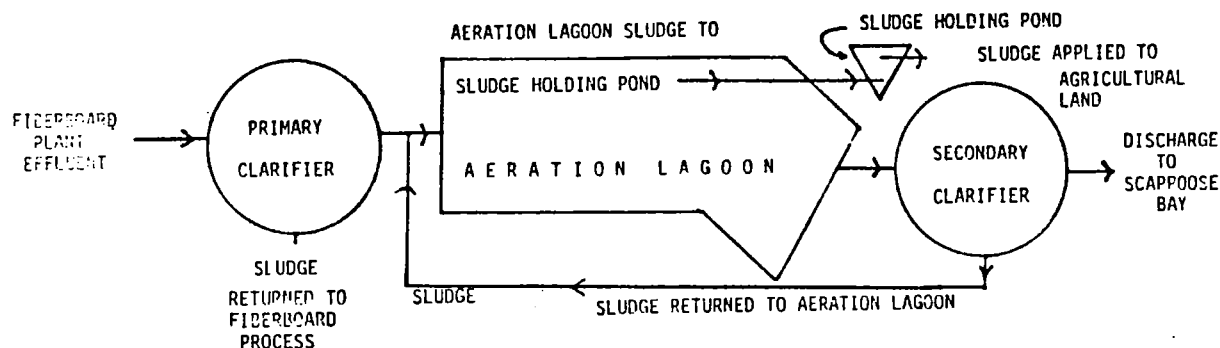 AERATION LAGOON SLUDGE TO
SLUDGE HOLDING POND
SLUDGE HOLDING POND
SLUDGE APPLIED TO
AGRICULTURAL
LAND
FIBERBOARD
PLANT
EFFLUENT
PRIMARY
CLARIFIER
AERATION LAGOON
SECONDARY
CLARIFIER
DISCHARGE
TO
SCAPPOOSE
BAY
SLUDGE
RETURNED TO
FIBERBOARD
PROCESS
SLUDGE
SLUDGE RETURNED TO AERATION LAGOON